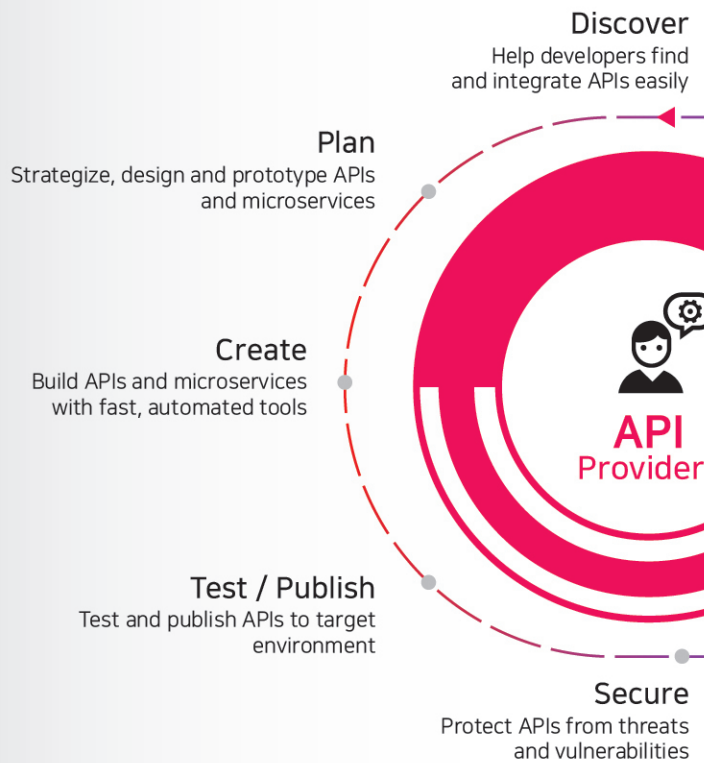 Discover
Help developers find
and integrate APIs easily
Plan
Strategize, design and prototype APIs
and microservices
Create
Build APIs and microservices
with fast, automated tools
API
Provider
Test / Publish
Test and publish APIs to target
environment
Secure
Protect APIs from threats
and vulnerabilities